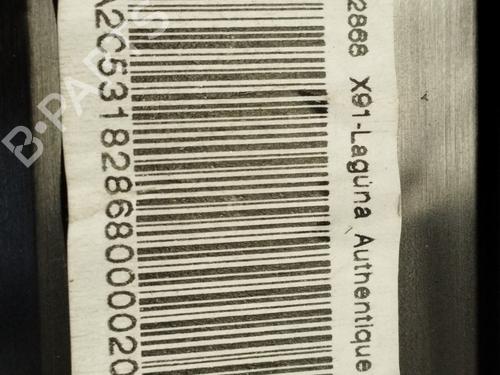 2868 X91-Laguna Authentique
A2C53182868000020
B-PARTS